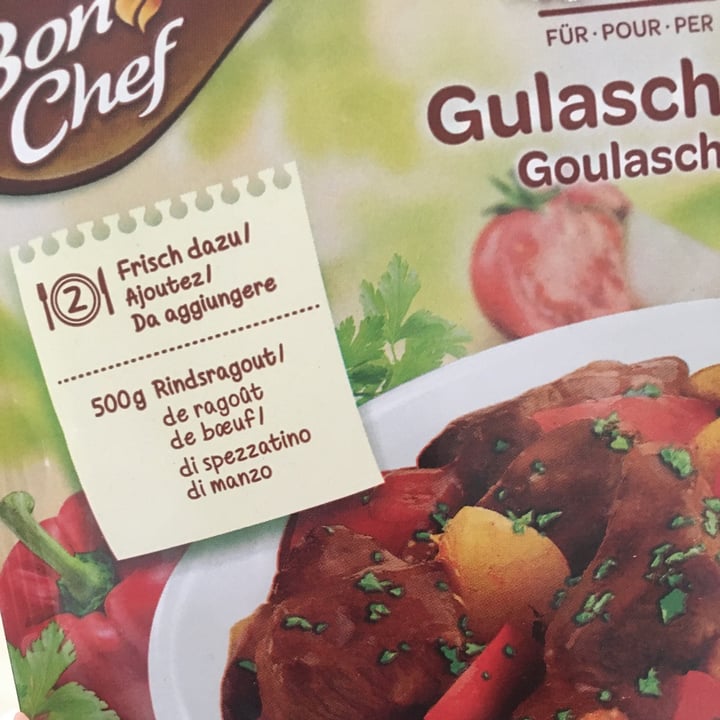 Bon
Chef
FÜR · POUR · PER
Gulasch
Goulasch
2
Frisch dazu/
Ajoutez/
Da aggiungere
500g Rindsragout/
de ragoût
de bœuf/
di spezzatino
di manzo